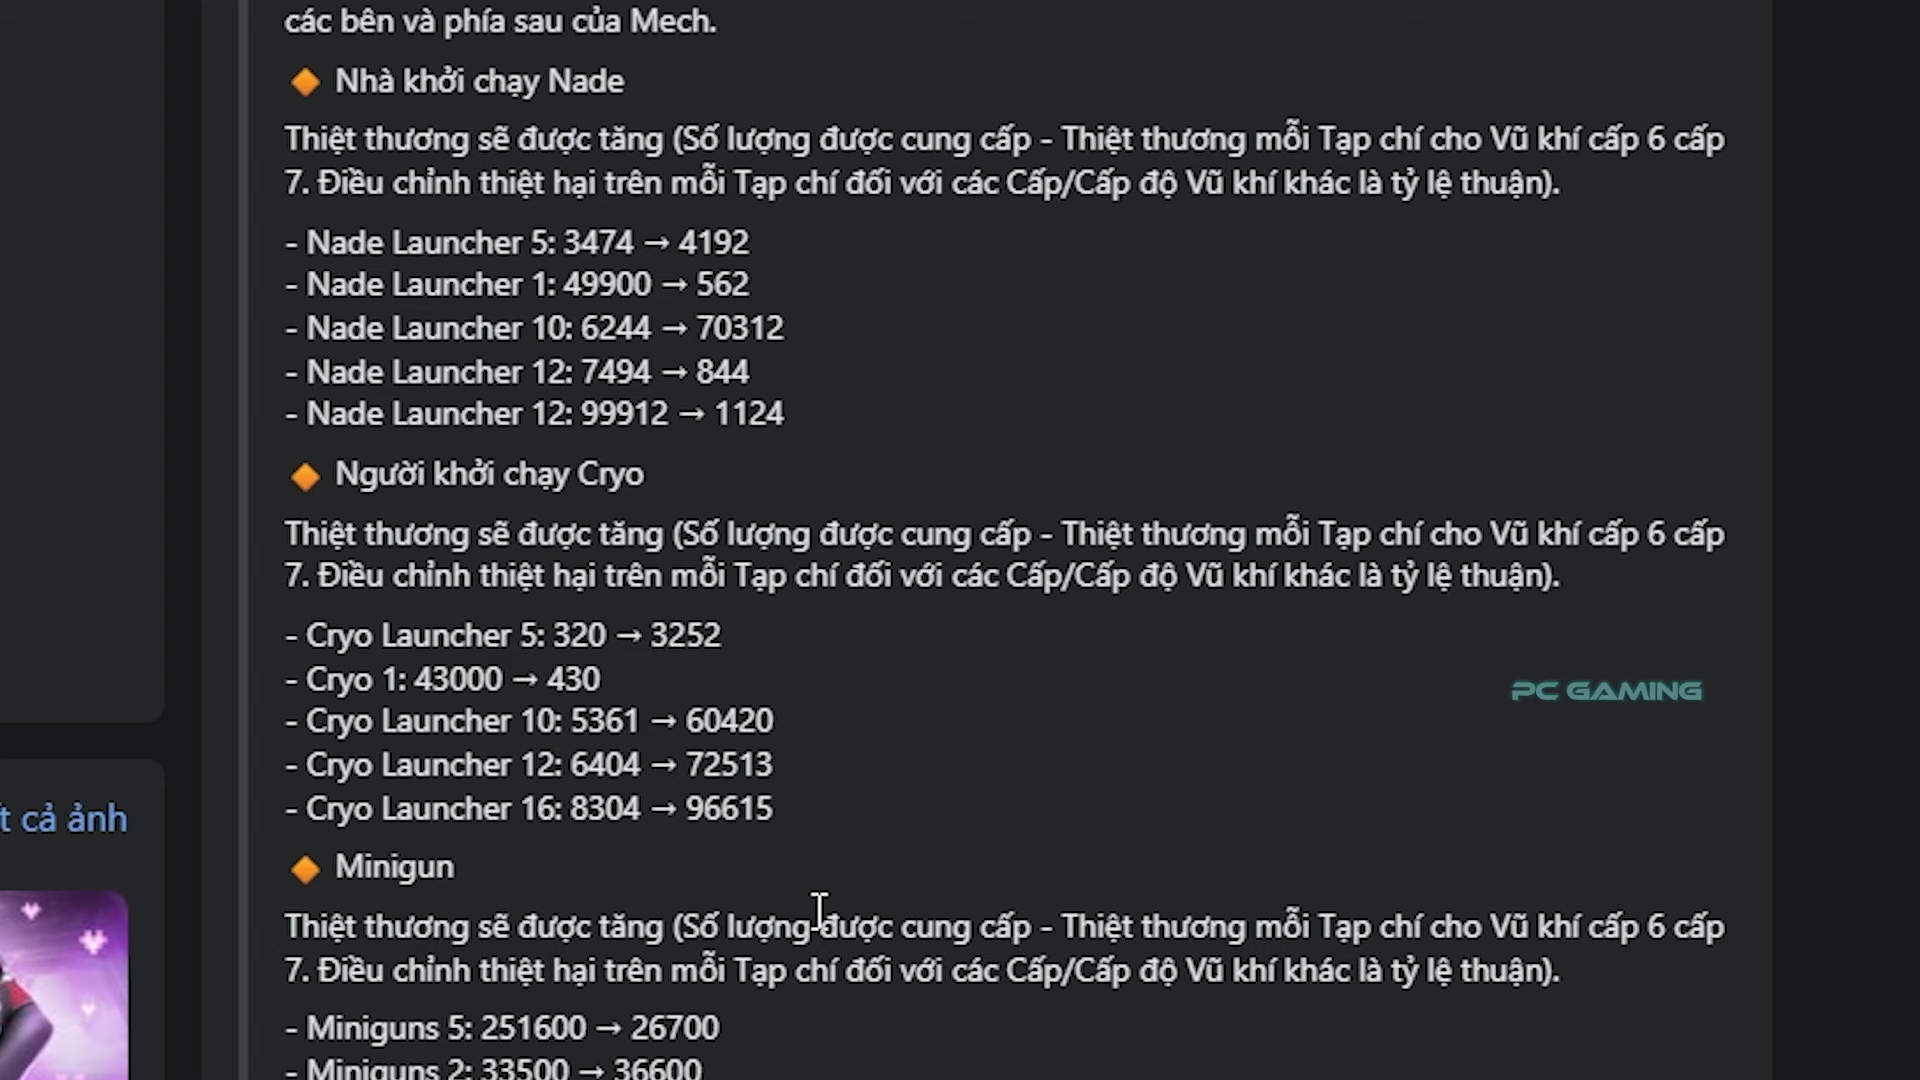 các bên và phía sau của Mech.
🔶 Nhà khởi chạy Nade
Thiệt thương sẽ được tăng (Số lượng được cung cấp - Thiệt thương mỗi Tạp chí cho Vũ khí cấp 6 cấp
7. Điều chỉnh thiệt hại trên mỗi Tạp chí đối với các Cấp/Cấp độ Vũ khí khác là tỷ lệ thuận).
- Nade Launcher 5: 3474 → 4192
- Nade Launcher 1: 49900 → 562
- Nade Launcher 10: 6244 → 70312
- Nade Launcher 12: 7494 → 844
- Nade Launcher 12: 99912 → 1124
🔶 Người khởi chạy Cryo
Thiệt thương sẽ được tăng (Số lượng được cung cấp - Thiệt thương mỗi Tạp chí cho Vũ khí cấp 6 cấp
7. Điều chỉnh thiệt hại trên mỗi Tạp chí đối với các Cấp/Cấp độ Vũ khí khác là tỷ lệ thuận).
- Cryo Launcher 5: 320 → 3252
- Cryo 1: 43000 → 430
PC GAMING
- Cryo Launcher 10: 5361 → 60420
- Cryo Launcher 12: 6404 → 72513
- Cryo Launcher 16: 8304 → 96615
t cả ảnh
🔶 Minigun
Thiệt thương sẽ được tăng (Số lượng được cung cấp - Thiệt thương mỗi Tạp chí cho Vũ khí cấp 6 cấp
7. Điều chỉnh thiệt hại trên mỗi Tạp chí đối với các Cấp/Cấp độ Vũ khí khác là tỷ lệ thuận).
- Miniguns 5: 251600 → 26700
- Miniguns 2: 33500 → 36600